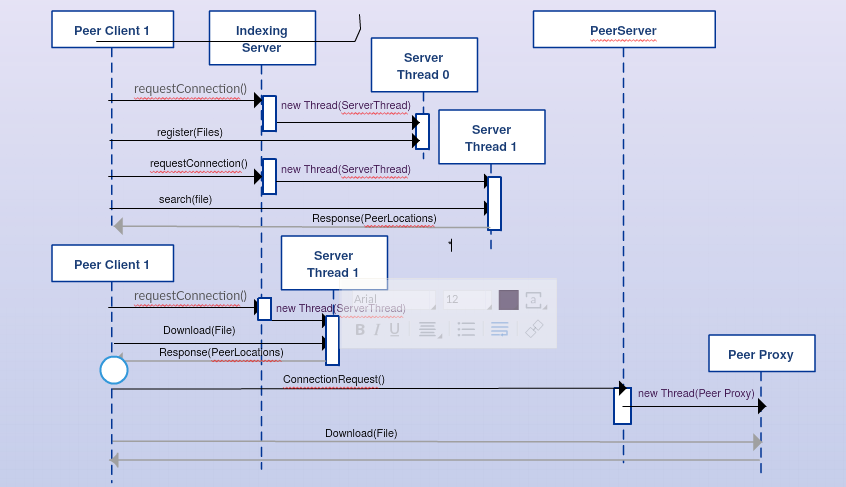 Peer Client 1
Indexing
Server
PeerServer
Server
Thread 0
requestConnection()
new Thread(ServerThread)
Server
Thread 1
register(Files)
requestConnection()
new Thread(ServerThread)
search(file)
Response(PeerLocations)
Peer Client 1
Server
Thread 1
requestConnection()
new Thread(ServerThread)
Arial
12
a
B I U
Download(File)
Response(PeerLocations)
Peer Proxy
ConnectionRequest()
new Thread(Peer Proxy)
Download(File)